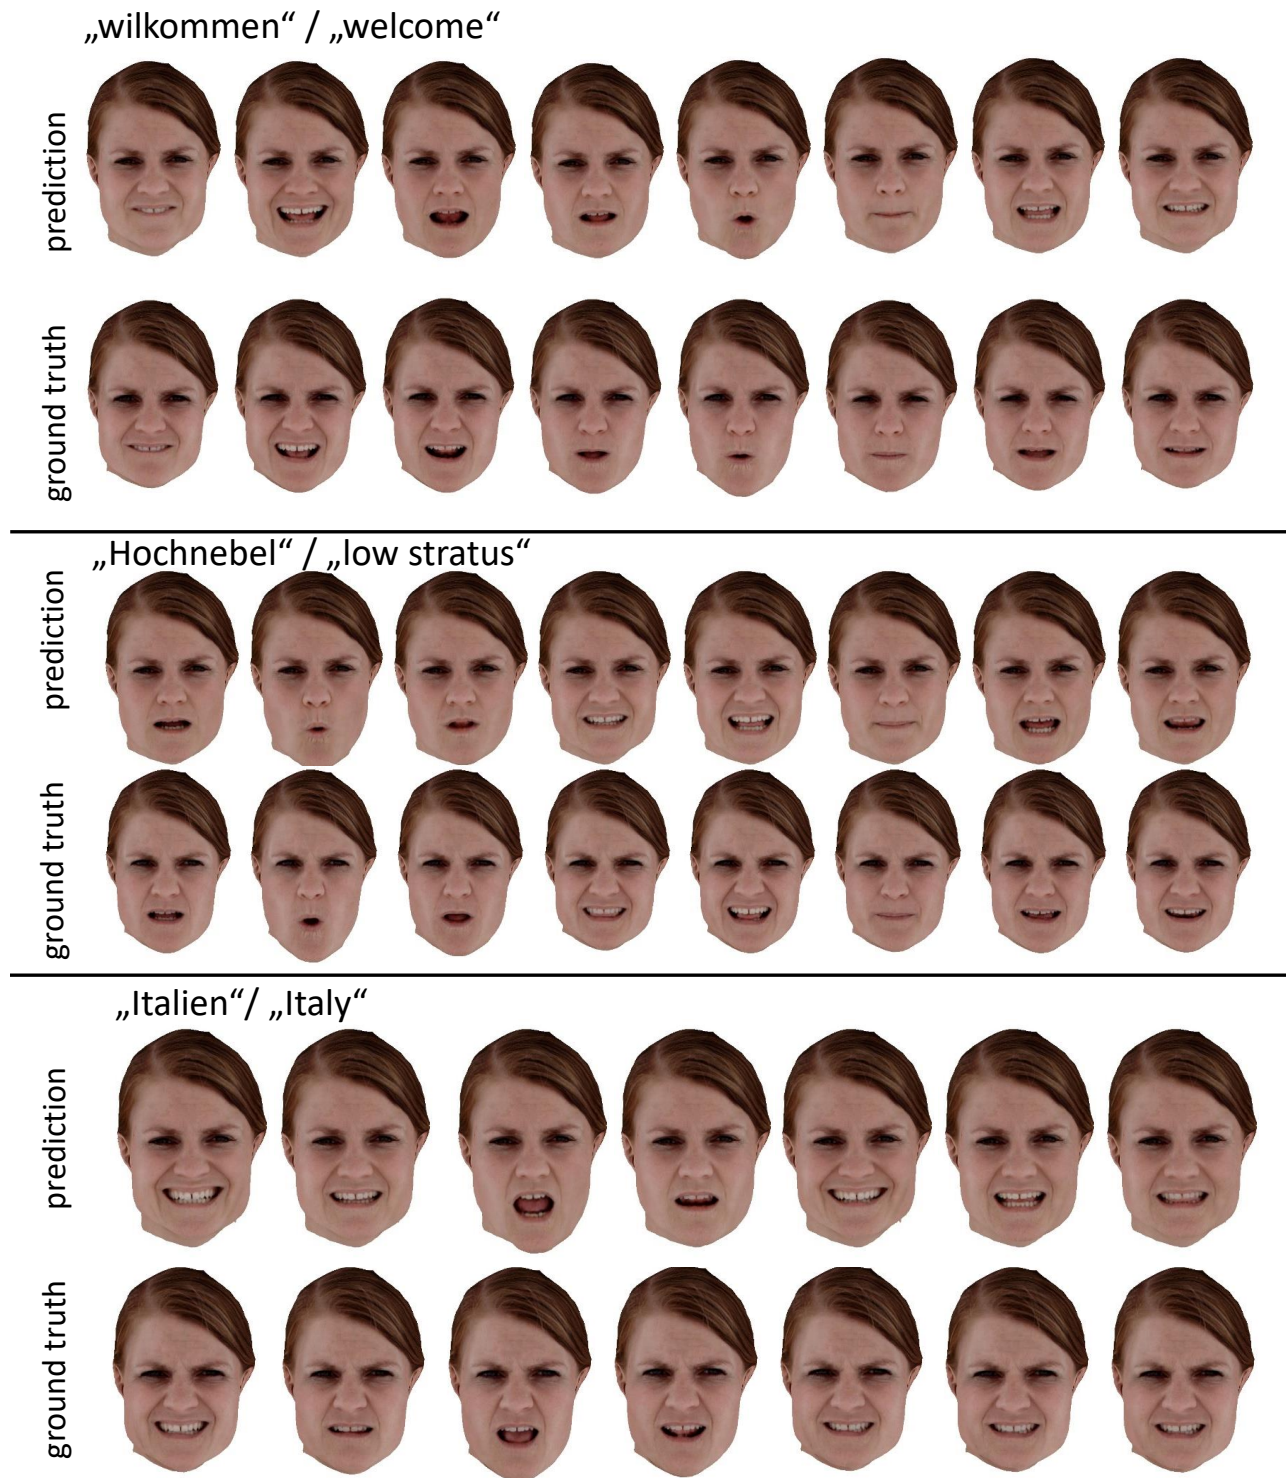 „wilkommen“ / „welcome“
prediction
ground truth
„Hochnebel“ / „low stratus“
prediction
ground truth
„Italien“/ „Italy“
prediction
ground truth